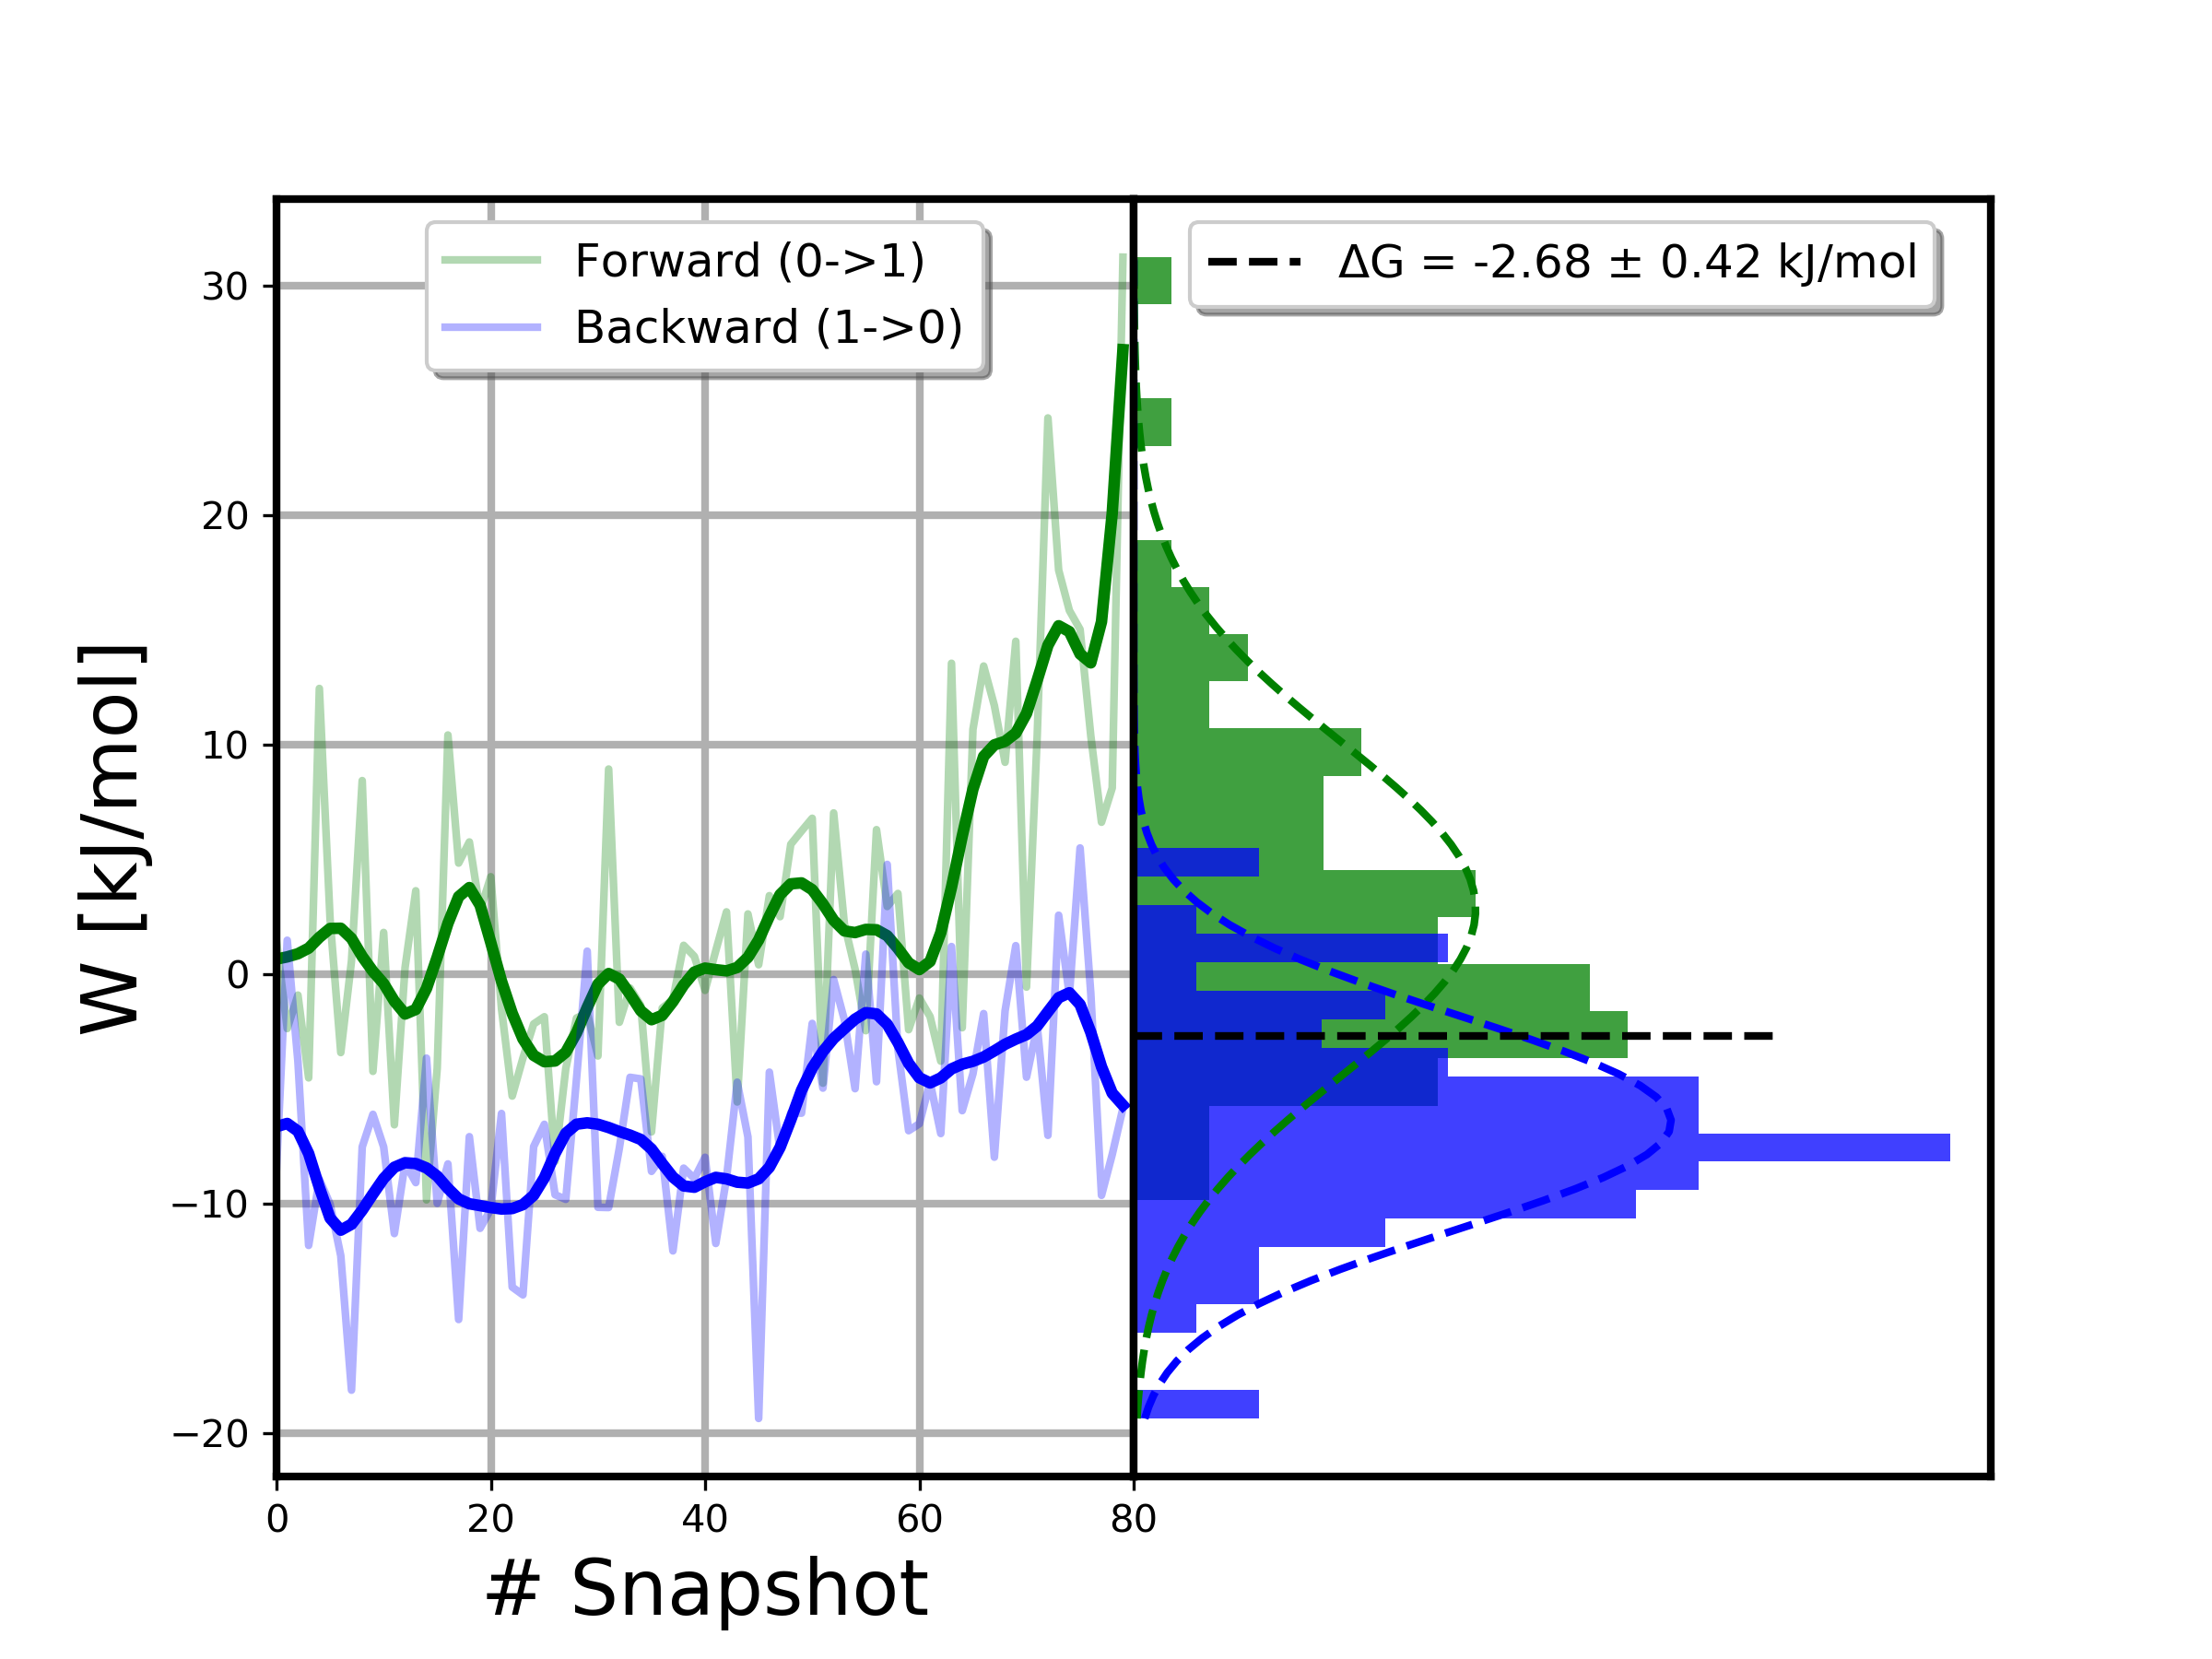 Forward (0->1)
Backward (1->0)
ΔG = -2.68 ± 0.42 kJ/mol
W [kJ/mol]
30
20
10
0
−10
−20
0 20 40 60 80
# Snapshot